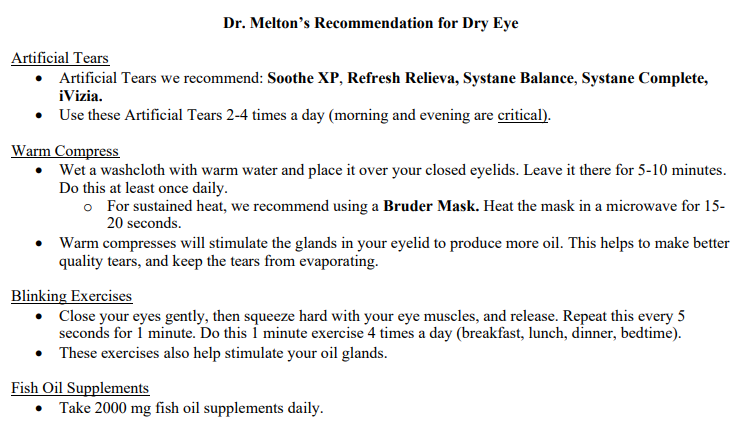 Dr. Melton’s Recommendation for Dry Eye
Artificial Tears
• Artificial Tears we recommend: Soothe XP, Refresh Relieva, Systane Balance, Systane Complete,
iVizia.
• Use these Artificial Tears 2-4 times a day (morning and evening are critical).
Warm Compress
• Wet a washcloth with warm water and place it over your closed eyelids. Leave it there for 5-10 minutes.
Do this at least once daily.
o For sustained heat, we recommend using a Bruder Mask. Heat the mask in a microwave for 15-
20 seconds.
• Warm compresses will stimulate the glands in your eyelid to produce more oil. This helps to make better
quality tears, and keep the tears from evaporating.
Blinking Exercises
• Close your eyes gently, then squeeze hard with your eye muscles, and release. Repeat this every 5
seconds for 1 minute. Do this 1 minute exercise 4 times a day (breakfast, lunch, dinner, bedtime).
• These exercises also help stimulate your oil glands.
Fish Oil Supplements
• Take 2000 mg fish oil supplements daily.